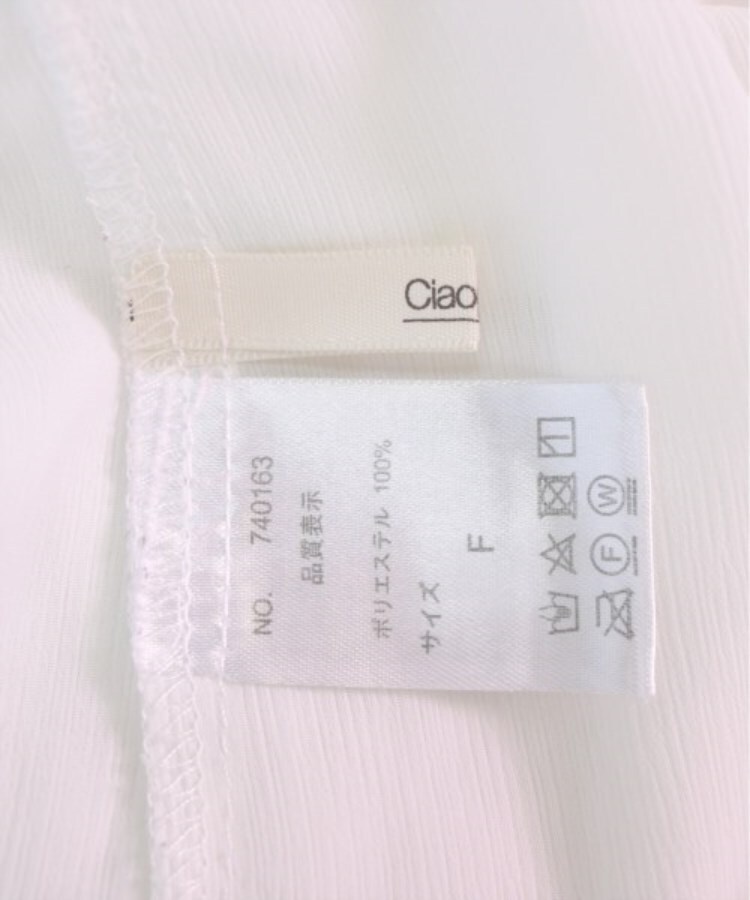 Ciao
NO. 740163
品質表示
ポリエステル 100%
サイズ
F
F
W